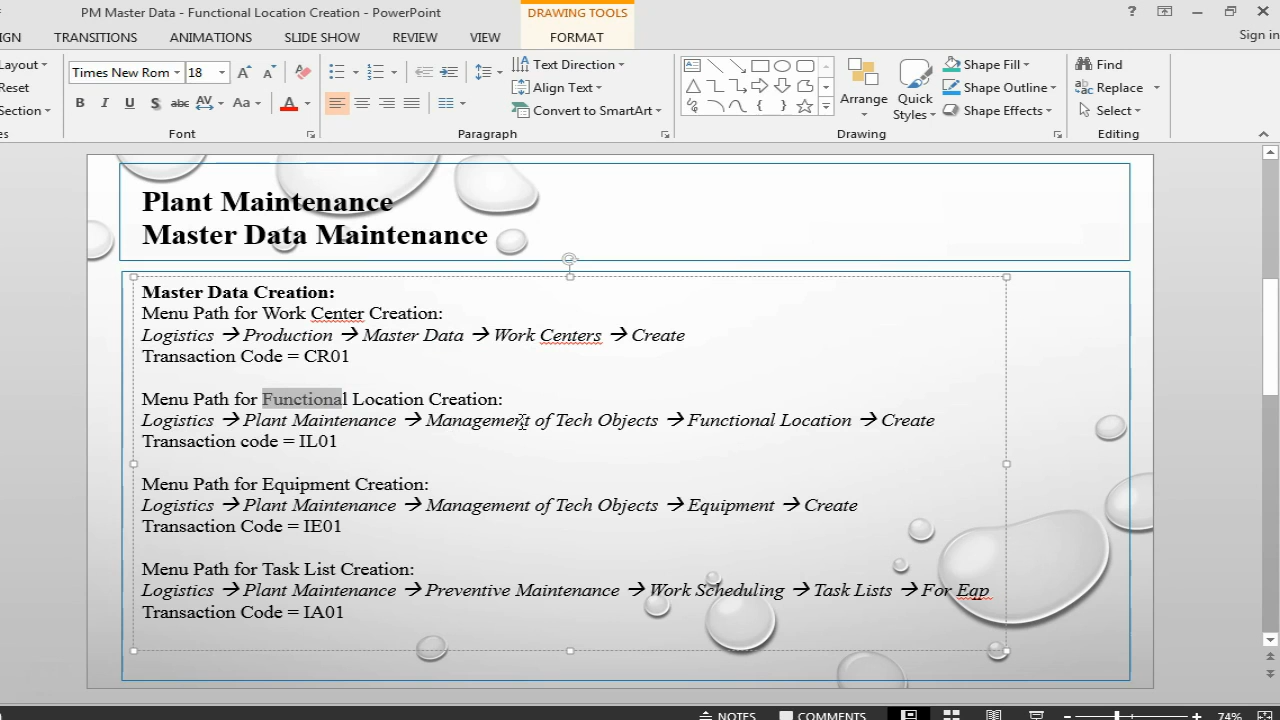 PM Master Data - Functional Location Creation - PowerPoint
DRAWING TOOLS
?
IGN
TRANSITIONS
ANIMATIONS
SLIDE SHOW
REVIEW
VIEW
FORMAT
Sign in
Layout
Reset
Section
Times New Rom
18
Text Direction
Align Text
Convert to SmartArt
Arrange
Quick Styles
Shape Fill
Shape Outline
Shape Effects
Find
Replace
Select
Font
Paragraph
Drawing
Editing
Plant Maintenance
Master Data Maintenance
Master Data Creation:
Menu Path for Work Center Creation:
Logistics → Production → Master Data → Work Centers → Create
Transaction Code = CR01
Menu Path for Functional Location Creation:
Logistics → Plant Maintenance → Management of Tech Objects → Functional Location → Create
Transaction code = IL01
Menu Path for Equipment Creation:
Logistics → Plant Maintenance → Management of Tech Objects → Equipment → Create
Transaction Code = IE01
Menu Path for Task List Creation:
Logistics → Plant Maintenance → Preventive Maintenance → Work Scheduling → Task Lists → For Eqp
Transaction Code = IA01
NOTES
COMMENTS
74%